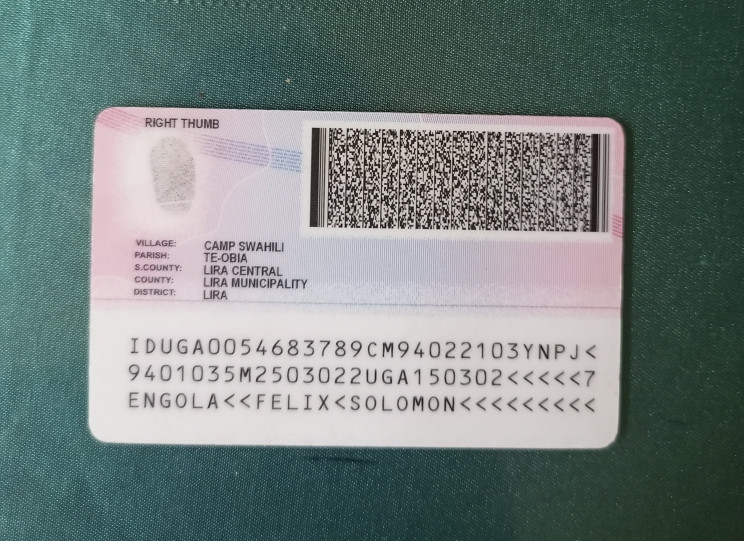 RIGHT THUMB
VILLAGE: CAMP SWAHILI
PARISH: TE-OBIA
S.COUNTY: LIRA CENTRAL
COUNTY: LIRA MUNICIPALITY
DISTRICT: LIRA
IDUGA0054683789CM94022103YNPJ<
9401035M2503022UGA150302<<<<<7
ENGOLA<<FELIX<SOLOMON<<<<<<<<<